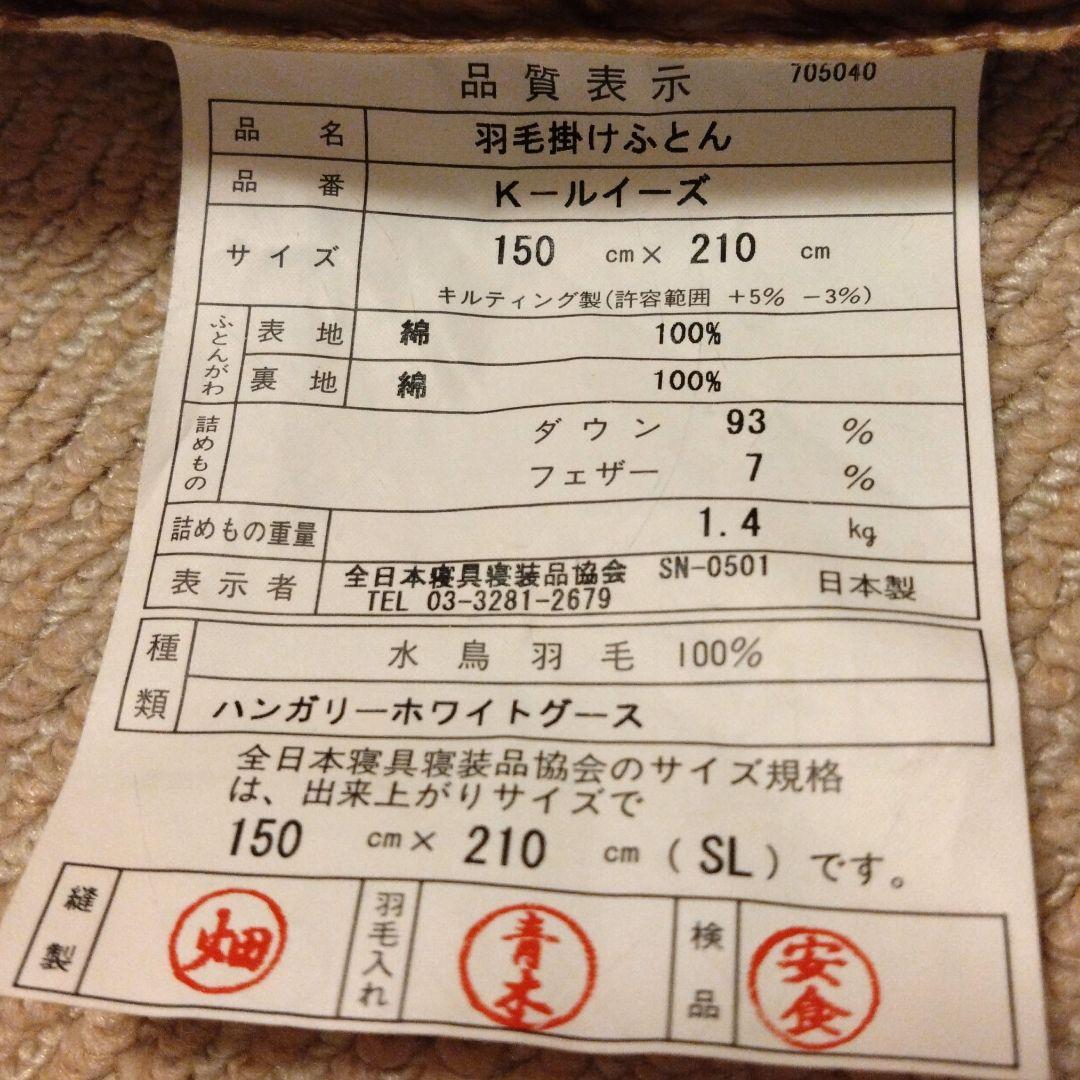 品質表示 705040
品名 羽毛掛けふとん
品番 K－ルイーズ
サイズ 150 cm× 210 cm
キルティング製(許容範囲 +5% −3%)
ふとんがわ
表地 綿 100%
裏地 綿 100%
詰めもの
ダウン 93 %
フェザー 7 %
詰めもの重量 1.4 kg
表示者 全日本寝具寝装品協会 SN-0501 日本製
TEL 03-3281-2679
種類
水鳥羽毛 100%
ハンガリーホワイトグース
全日本寝具寝装品協会のサイズ規格
は、出来上がりサイズで
150 cm× 210 cm (SL)です。
縫製 畑 羽毛入れ 青木 検品 安食